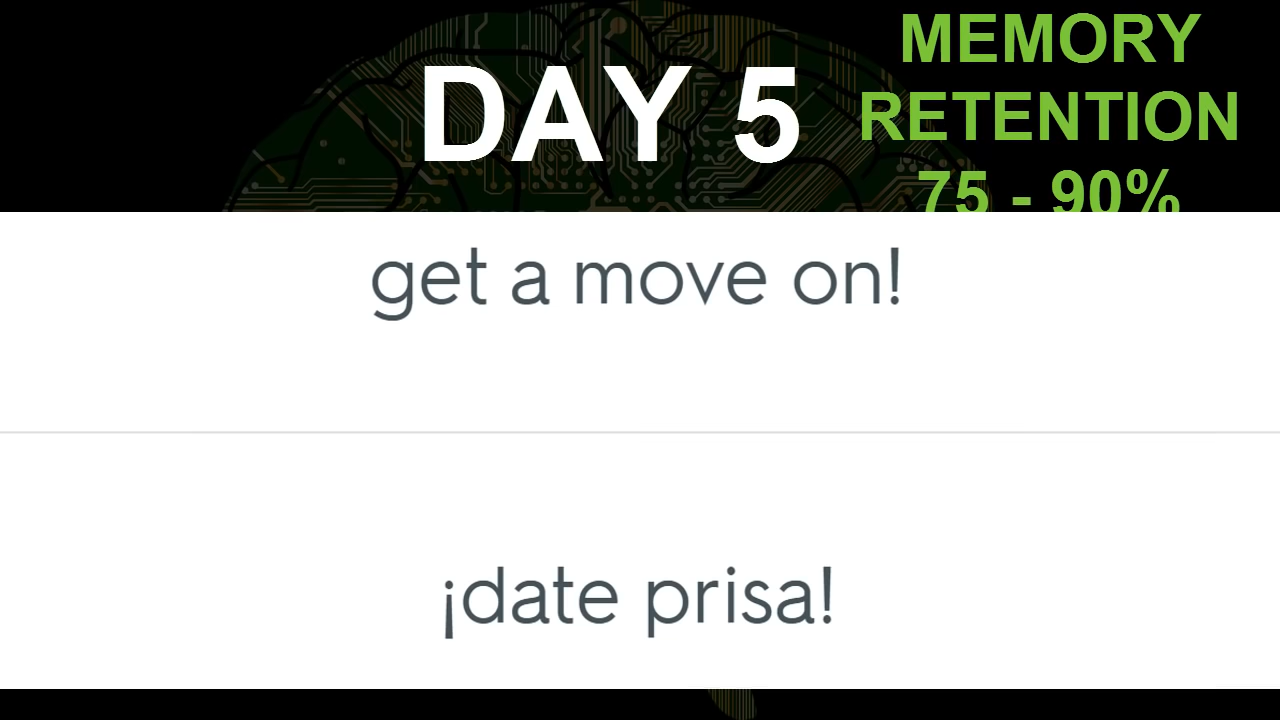 DAY 5
MEMORY
RETENTION
75 - 90%
get a move on!
¡date prisa!